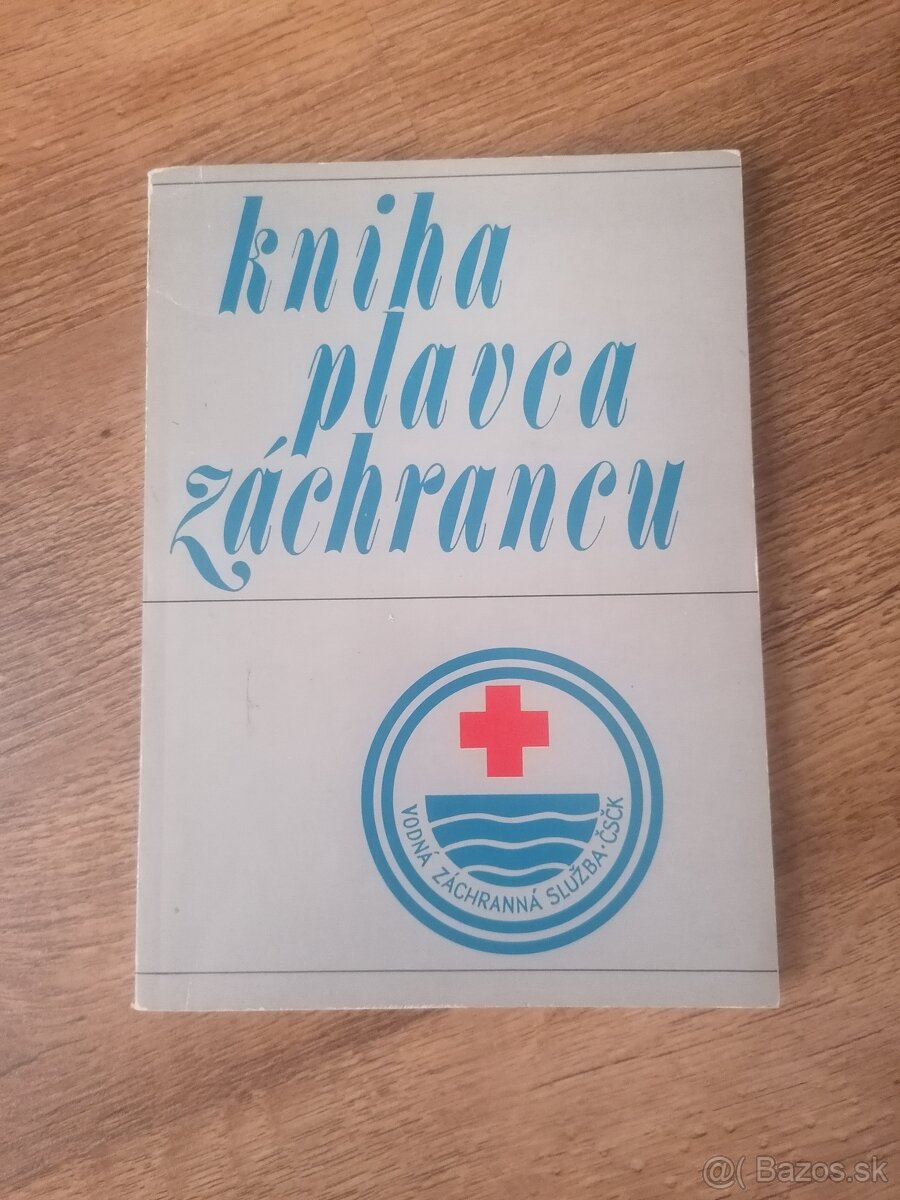 kniha
plavca
záchrancu
VODNÁ ZÁCHRANNÁ SLUŽBA · ČSČK
@( Bazos.sk